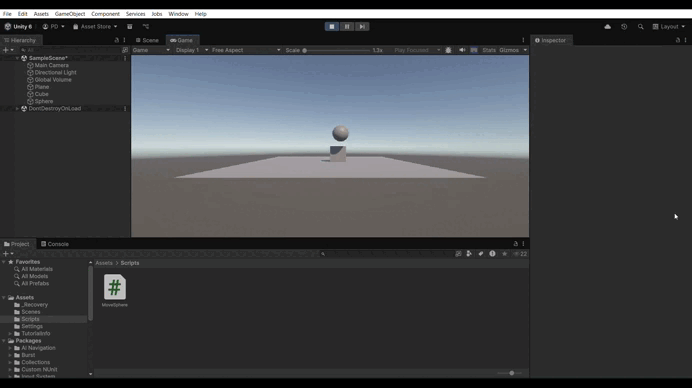 File Edit Assets GameObject Component Services Jobs Window Help
Unity 6 PD Asset Store Layout
Hierarchy Scene Game Inspector
All Game Display 1 Free Aspect Scale 1.3x Play Focused Stats Gizmos
SampleScene*
Main Camera
Directional Light
Global Volume
Plane
Cube
Sphere
DontDestroyOnLoad
Project Console
22
Favorites
All Materials
All Models
All Prefabs
Assets
_Recovery
Scenes
Scripts
Settings
TutorialInfo
Packages
AI Navigation
Burst
Collections
Custom NUnit
Input System
Assets > Scripts
#
MoveSphere